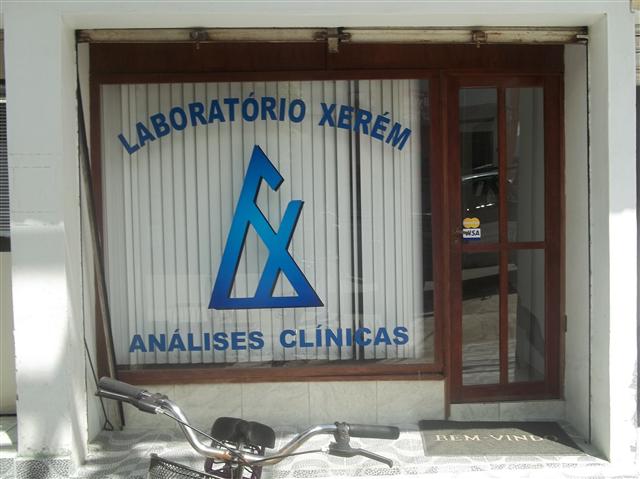 LABORATÓRIO XERÉM
ANÁLISES CLÍNICAS
VISA
BEM-VINDO